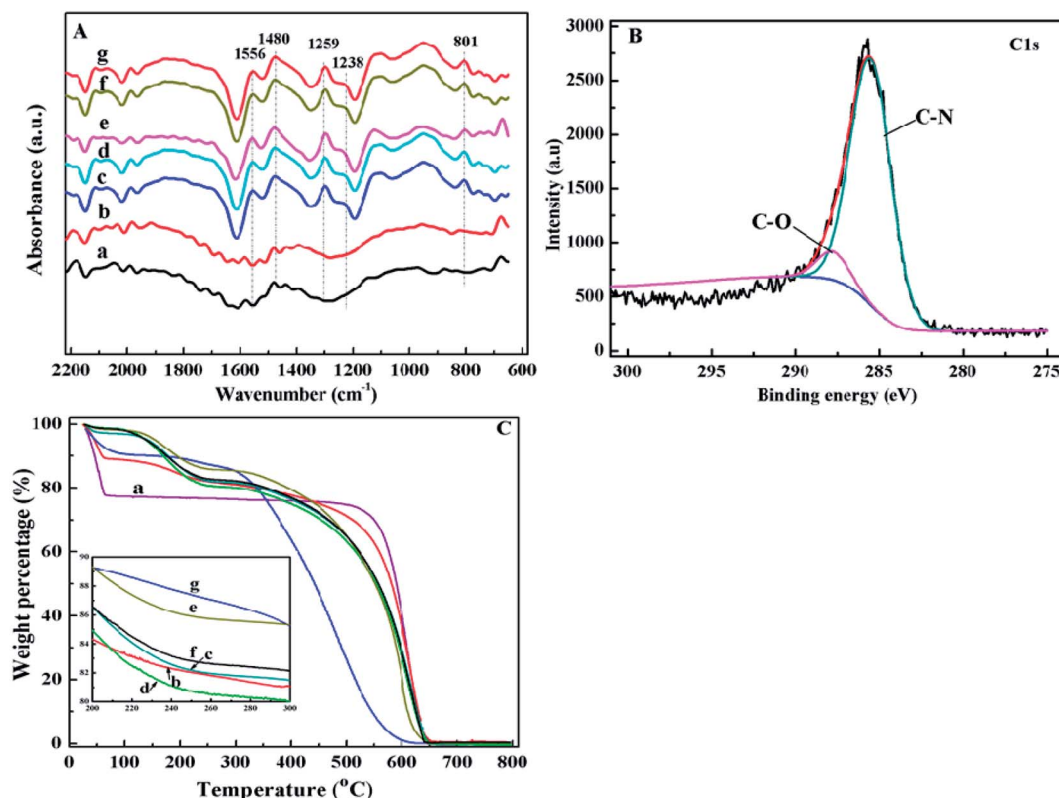 A
1556
1480
1259
1238
801
g
f
e
d
c
b
a
Absorbance (a.u.)
2200 2000 1800 1600 1400 1200 1000 800 600
Wavenumber (cm-1)
B
C1s
C-N
C-O
Intensity (a.u)
3000
2500
2000
1500
1000
500
0
300 295 290 285 280 275
Binding energy (eV)
C
a
Weight percentage (%)
100
80
60
40
20
0
0 100 200 300 400 500 600 700 800
Temperature (oC)
90
88
86
84
82
80
g
e
f c
b
d
200 220 240 260 280 300